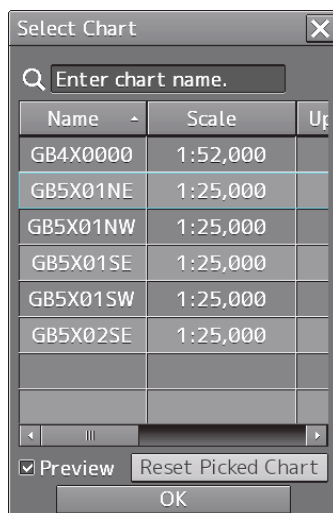 Select Chart
Enter chart name.
Name Scale Up
GB4X0000 1:52,000
GB5X01NE 1:25,000
GB5X01NW 1:25,000
GB5X01SE 1:25,000
GB5X01SW 1:25,000
GB5X02SE 1:25,000
Preview Reset Picked Chart
OK